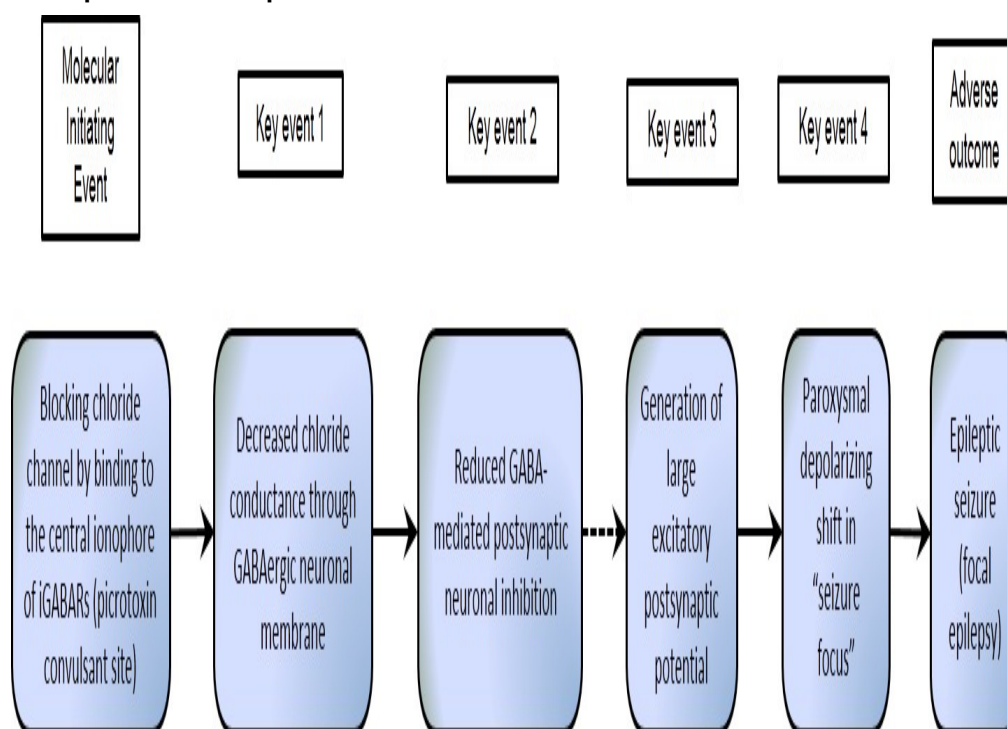 Molecular
Initiating
Event
Key event 1
Key event 2
Key event 3
Key event 4
Adverse
outcome
Blocking chloride
channel by binding to
the central ionophore
of iGABARs (picrotoxin
convulsant site)
Decreased chloride
conductance through
GABAergic neuronal
membrane
Reduced GABA-
mediated postsynaptic
neuronal inhibition
Generation of
large
excitatory
postsynaptic
potential
Paroxysmal
depolarizing
shift in
“seizure
focus”
Epileptic
seizure
(focal
epilepsy)